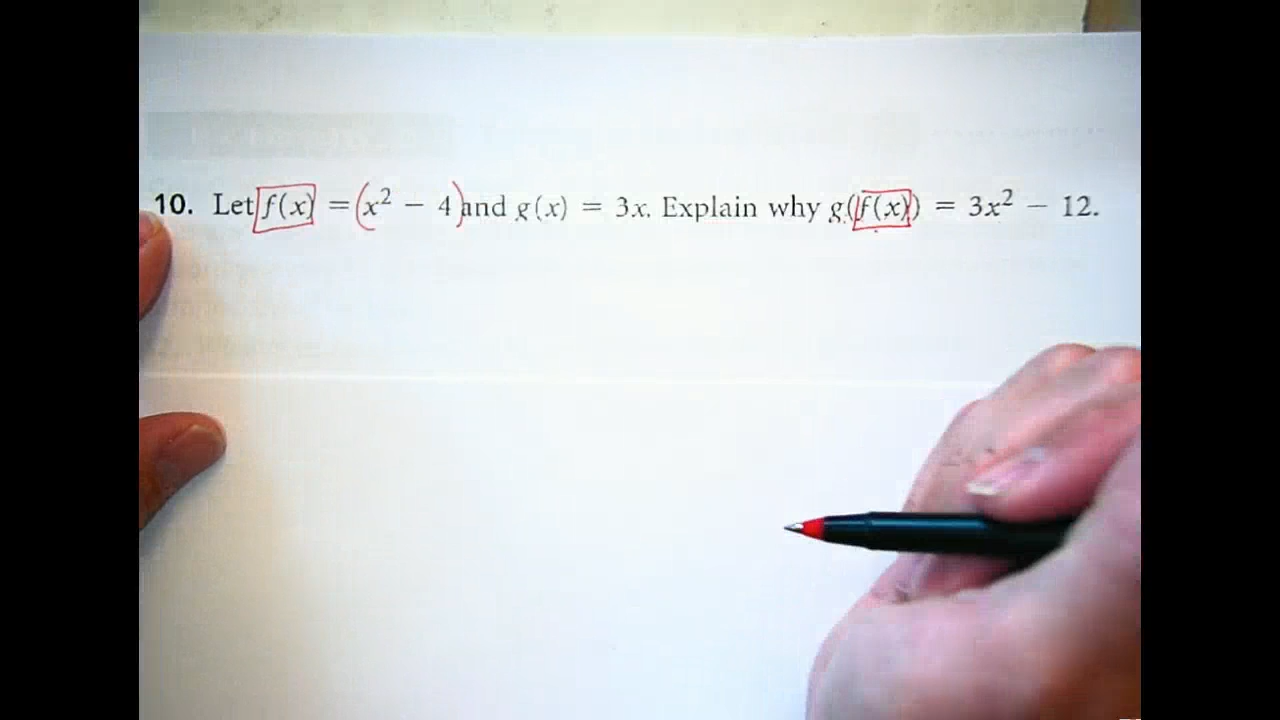 10. Let f(x) = (x² − 4) and g(x) = 3x. Explain why g(f(x)) = 3x² − 12.